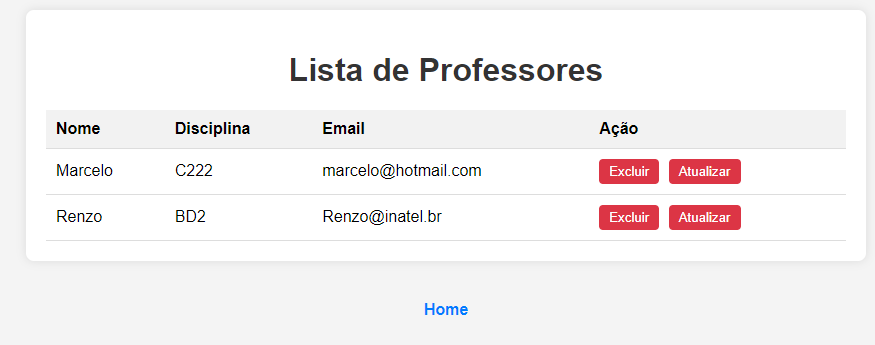 Lista de Professores
Nome Disciplina Email Ação
Marcelo C222 marcelo@hotmail.com Excluir Atualizar
Renzo BD2 Renzo@inatel.br Excluir Atualizar
Home